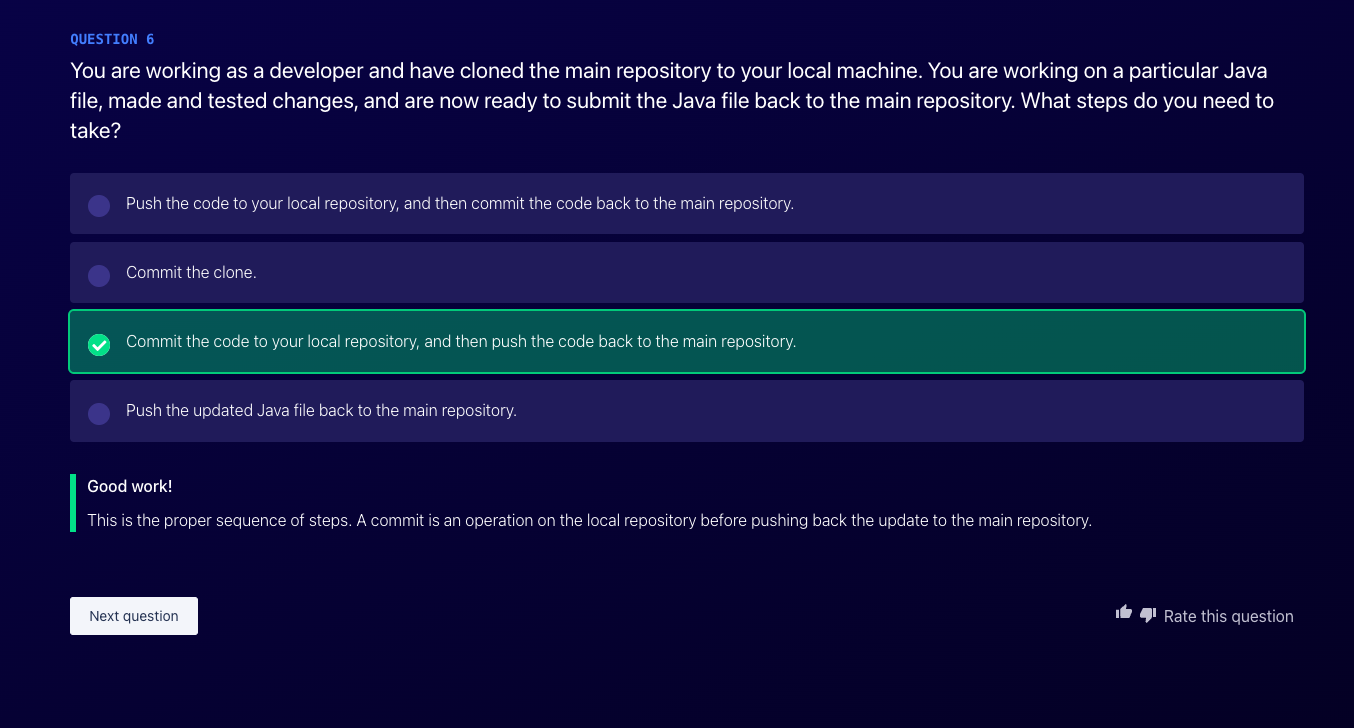 QUESTION 6
You are working as a developer and have cloned the main repository to your local machine. You are working on a particular Java
file, made and tested changes, and are now ready to submit the Java file back to the main repository. What steps do you need to
take?
Push the code to your local repository, and then commit the code back to the main repository.
Commit the clone.
Commit the code to your local repository, and then push the code back to the main repository.
Push the updated Java file back to the main repository.
Good work!
This is the proper sequence of steps. A commit is an operation on the local repository before pushing back the update to the main repository.
Next question
Rate this question